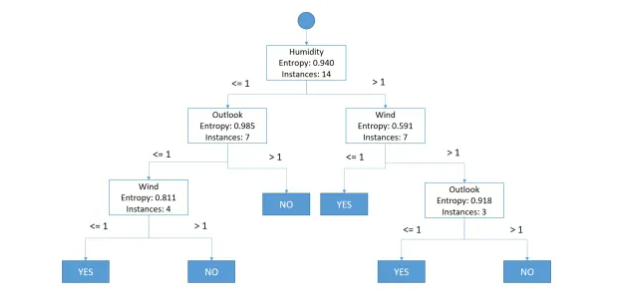 Humidity
Entropy: 0.940
Instances: 14
<= 1
> 1
Outlook
Entropy: 0.985
Instances: 7
Wind
Entropy: 0.591
Instances: 7
<= 1
> 1
<= 1
> 1
Wind
Entropy: 0.811
Instances: 4
NO
YES
Outlook
Entropy: 0.918
Instances: 3
<= 1
> 1
<= 1
> 1
YES
NO
YES
NO